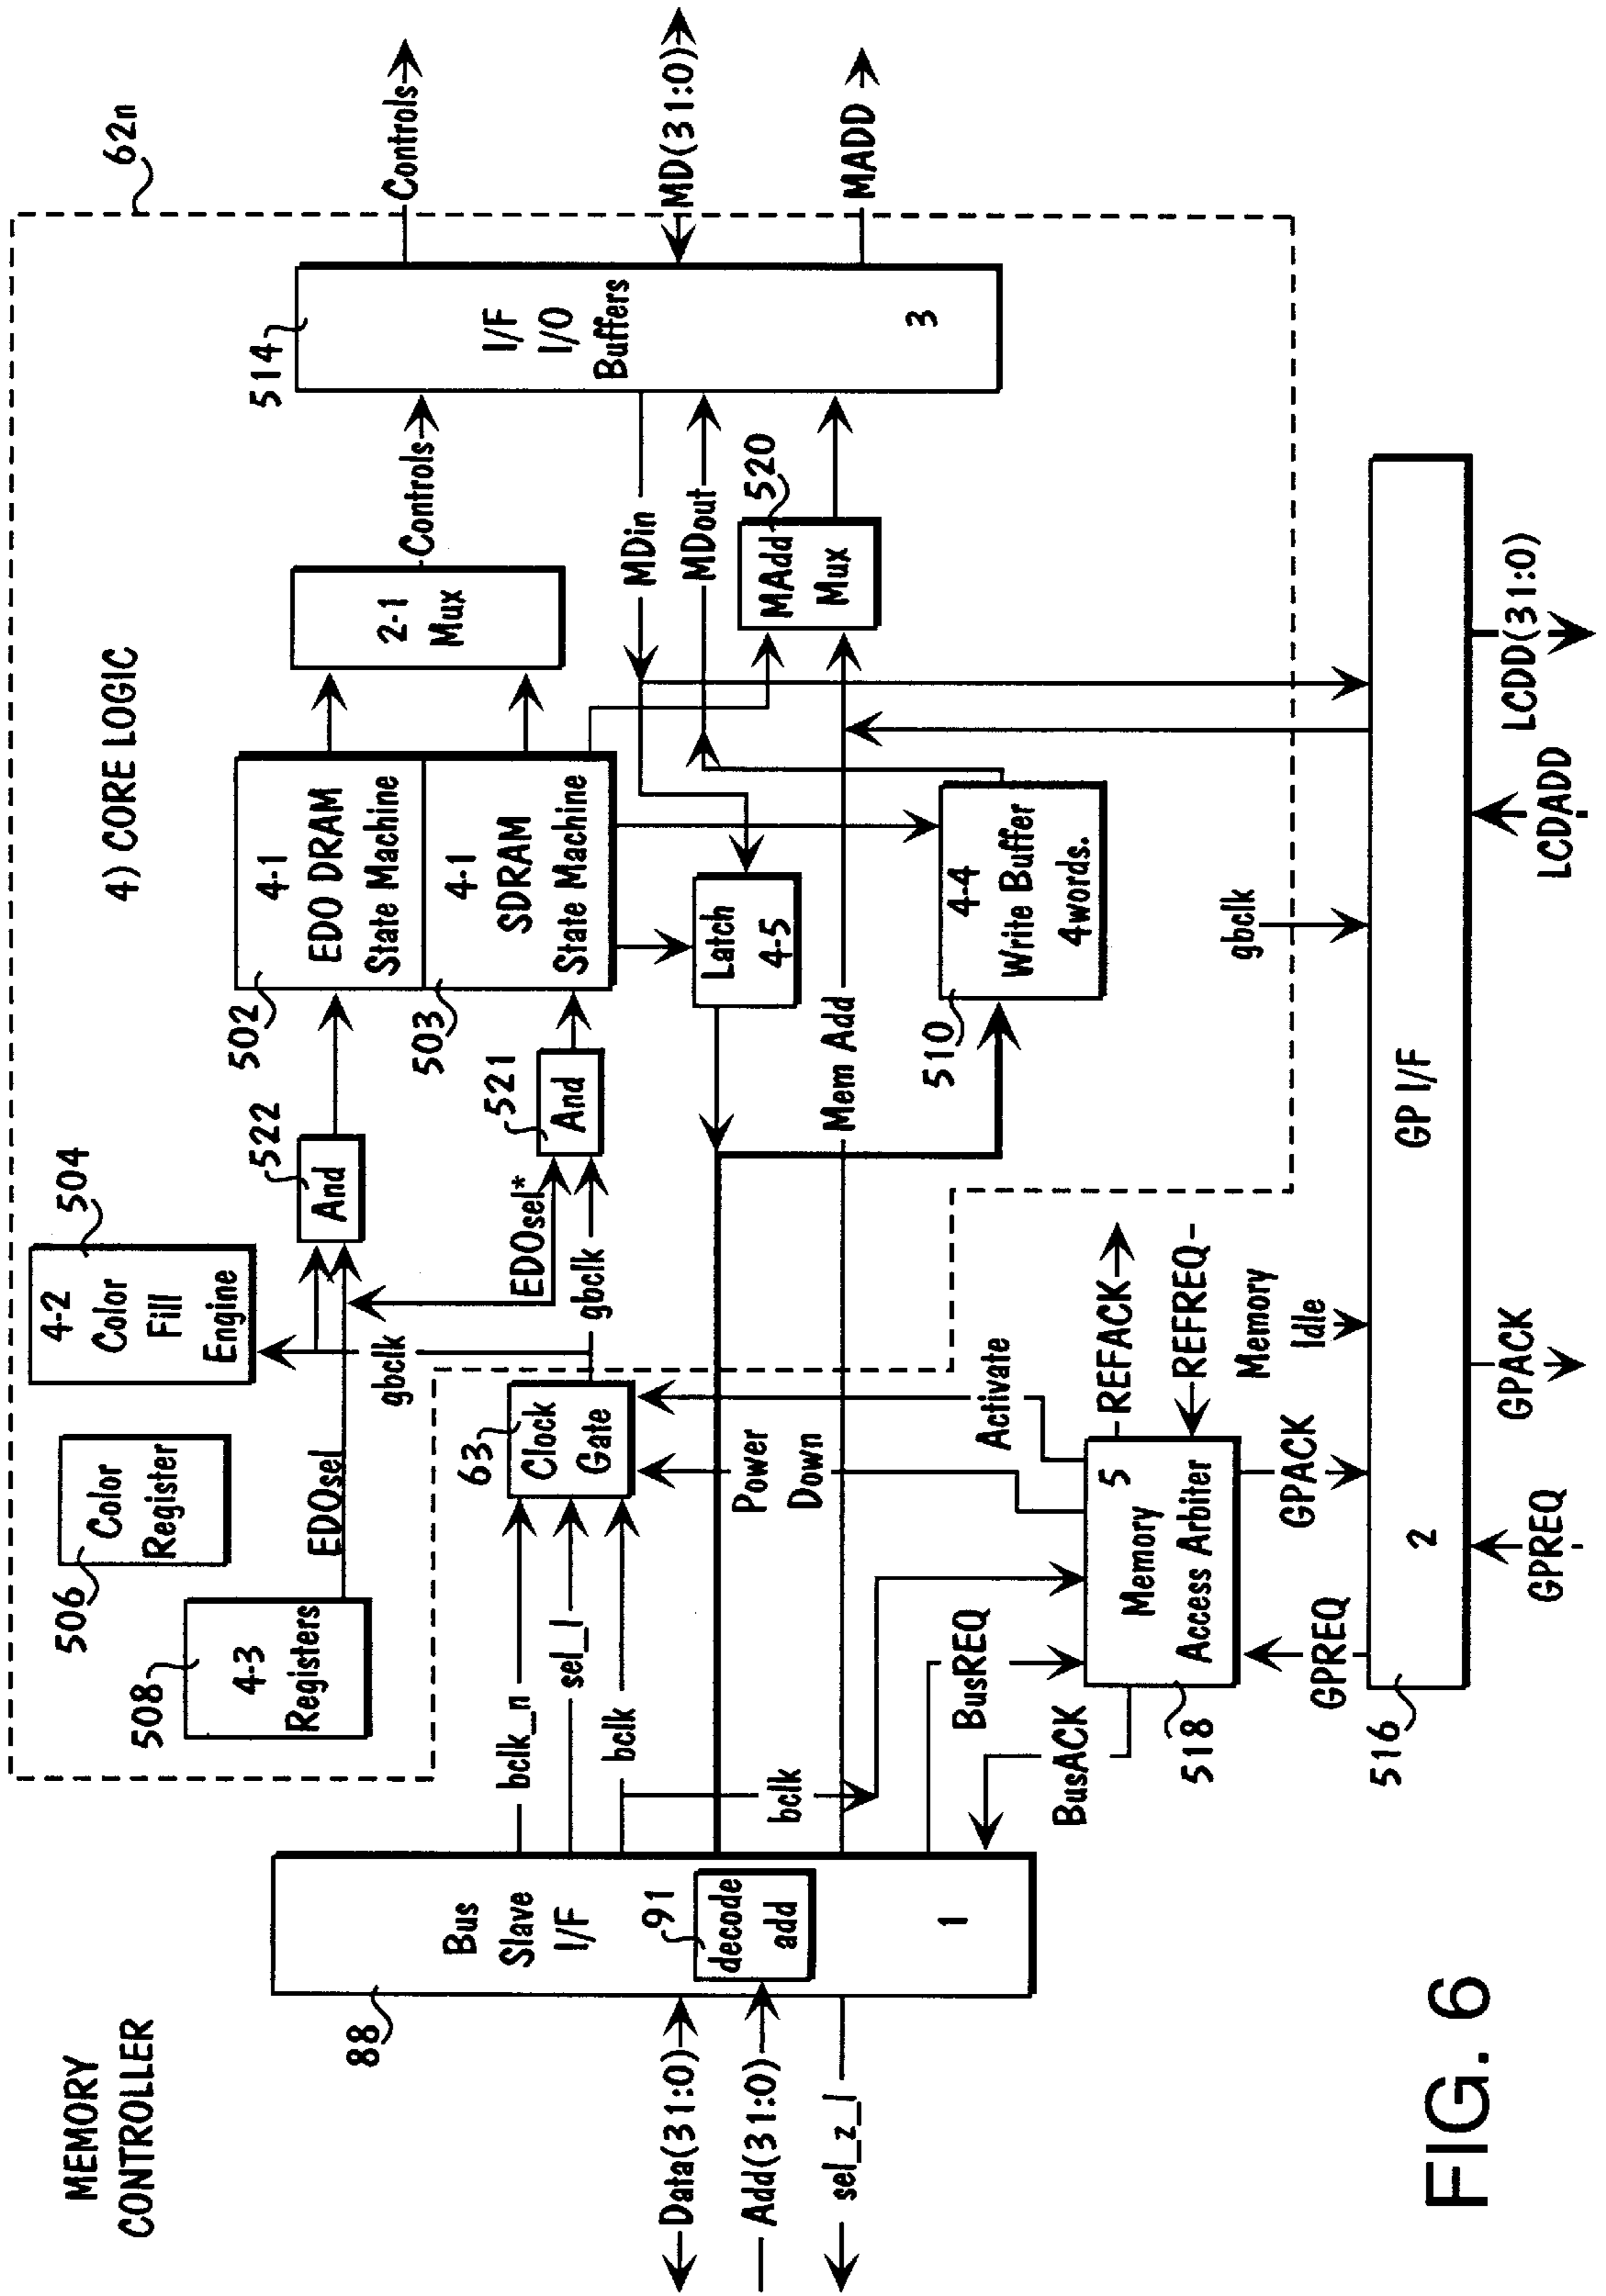 MEMORY
CONTROLLER
4) CORE LOGIC
62n
88
Bus
Slave
I/F
91
decode
add
1
Data(31:0)
Add(31:0)
sel_z_l
508
4-3
Registers
506
Color
Register
504
4-2
Color
Fill
Engine
EDOsel
gbclk
522
And
EDOsel*
gbclk
521
And
63
Clock
Gate
bclk_n
sel_l
bclk
bclk
Power
Down
Activate
502
4-1
EDO DRAM
State Machine
503
4-1
SDRAM
State Machine
2-1
Mux
Controls
514
I/F
I/O
Buffers
3
Controls
MD(31:0)
MADD
MDin
MDout
520
MAdd
Mux
Latch
4-5
Mem Add
510
4-4
Write Buffer
4words.
BusREQ
BusACK
518
5
Memory
Access Arbiter
REFACK
REFREQ
Memory
Idle
GPREQ
GPACK
gbclk
516
2
GP I/F
GPREQ
GPACK
LCDADD
LCDD(31:0)
FIG. 6